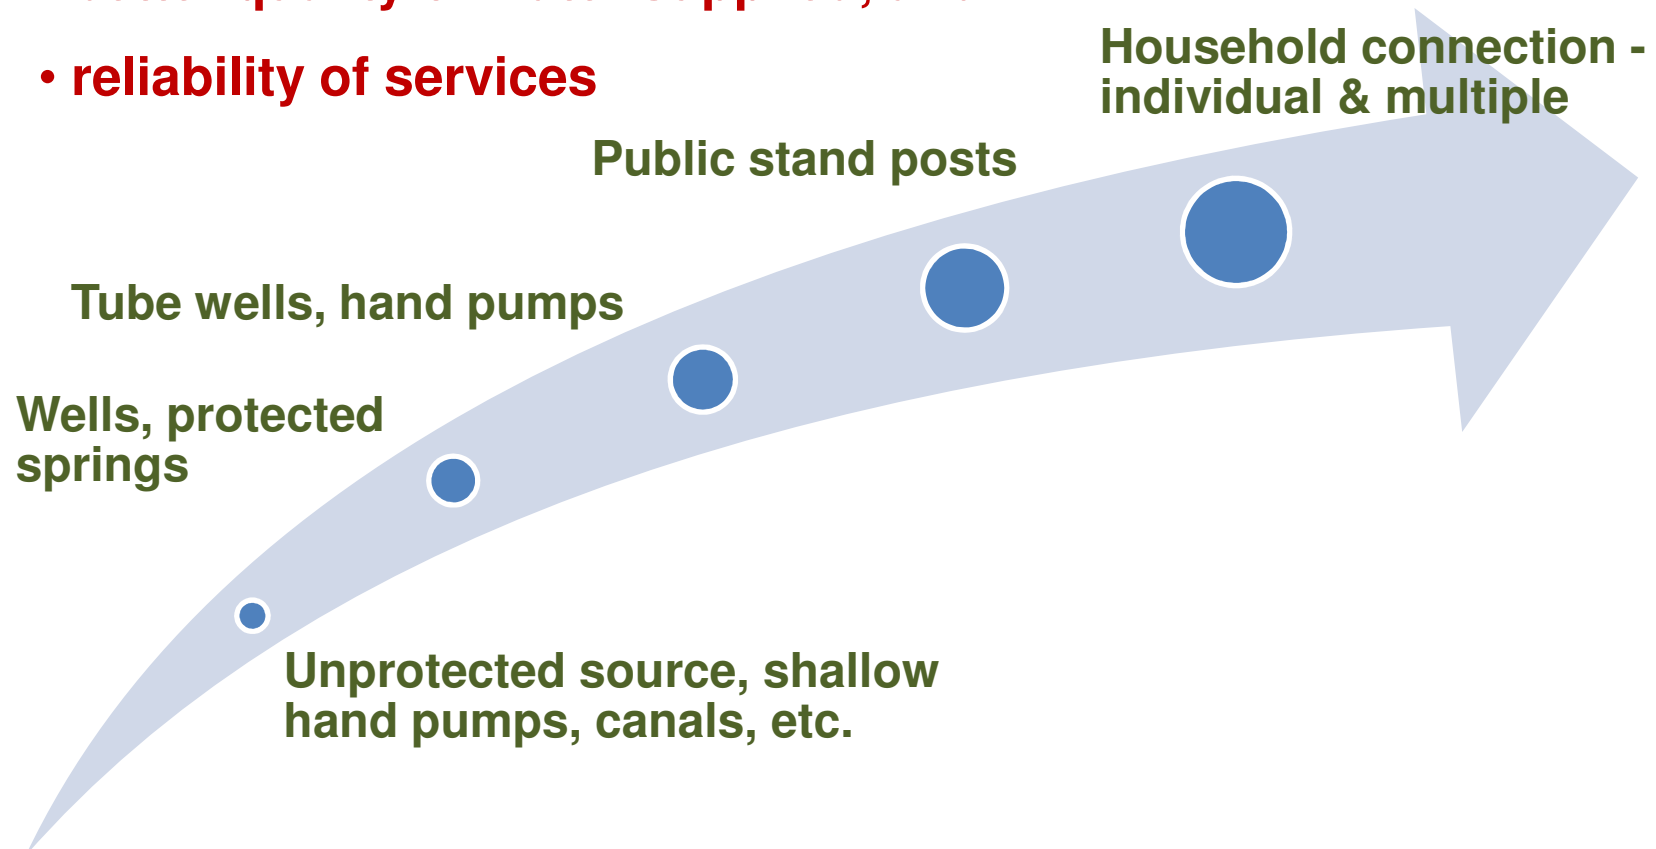 • reliability of services
Household connection -
individual & multiple
Public stand posts
Tube wells, hand pumps
Wells, protected
springs
Unprotected source, shallow
hand pumps, canals, etc.